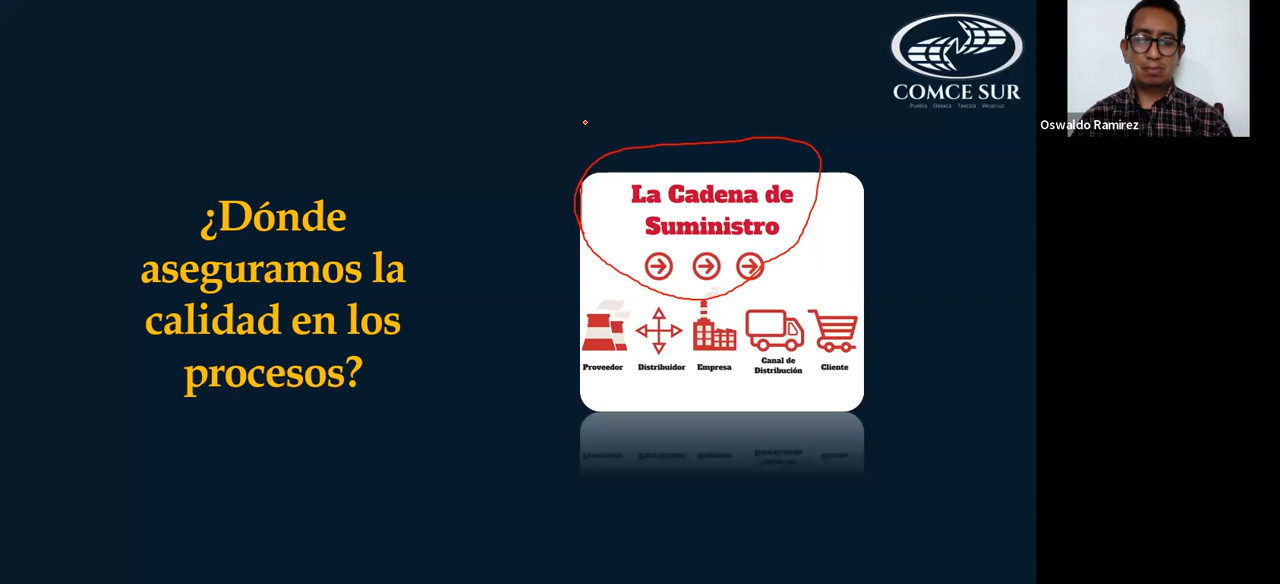 COMCE SUR
Puebla Oaxaca Tlaxcala Veracruz
Oswaldo Ramirez
¿Dónde
aseguramos la
calidad en los
procesos?
La Cadena de
Suministro
Proveedor
Distribuidor
Empresa
Canal de
Distribución
Cliente